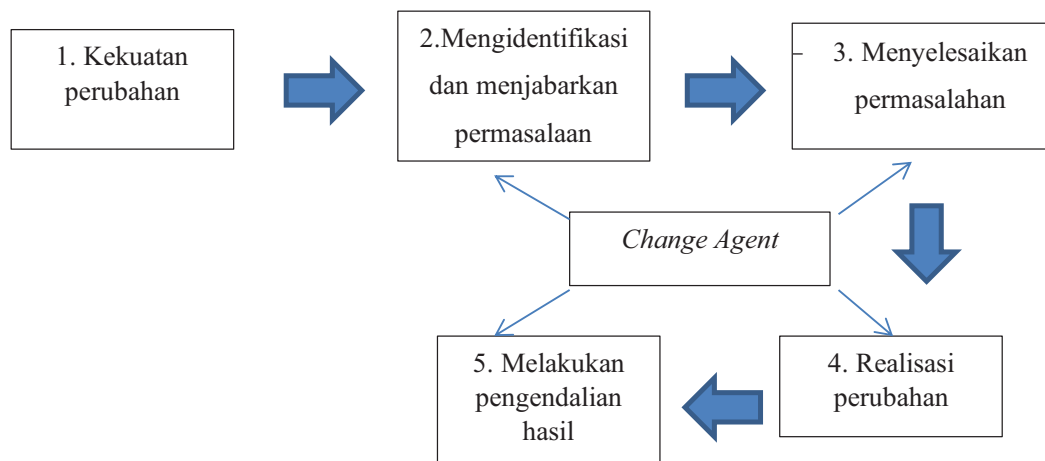 1. Kekuatan
perubahan
2.Mengidentifikasi
dan menjabarkan
permasalaan
3. Menyelesaikan
permasalahan
Change Agent
5. Melakukan
pengendalian
hasil
4. Realisasi
perubahan